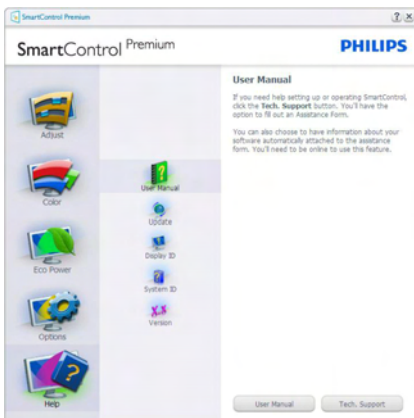 SmartControl Premium
SmartControl Premium
PHILIPS
Adjust
Color
Eco Power
Options
Help
User Manual
Update
Display ID
System ID
Version
User Manual
If you need help setting up or operating SmartControl,
click the Tech. Support button. You'll have the
option to fill out an Assistance Form.
You can also choose to have information about your
software automatically attached to the assistance
form. You'll need to be online to use this feature.
User Manual
Tech. Support